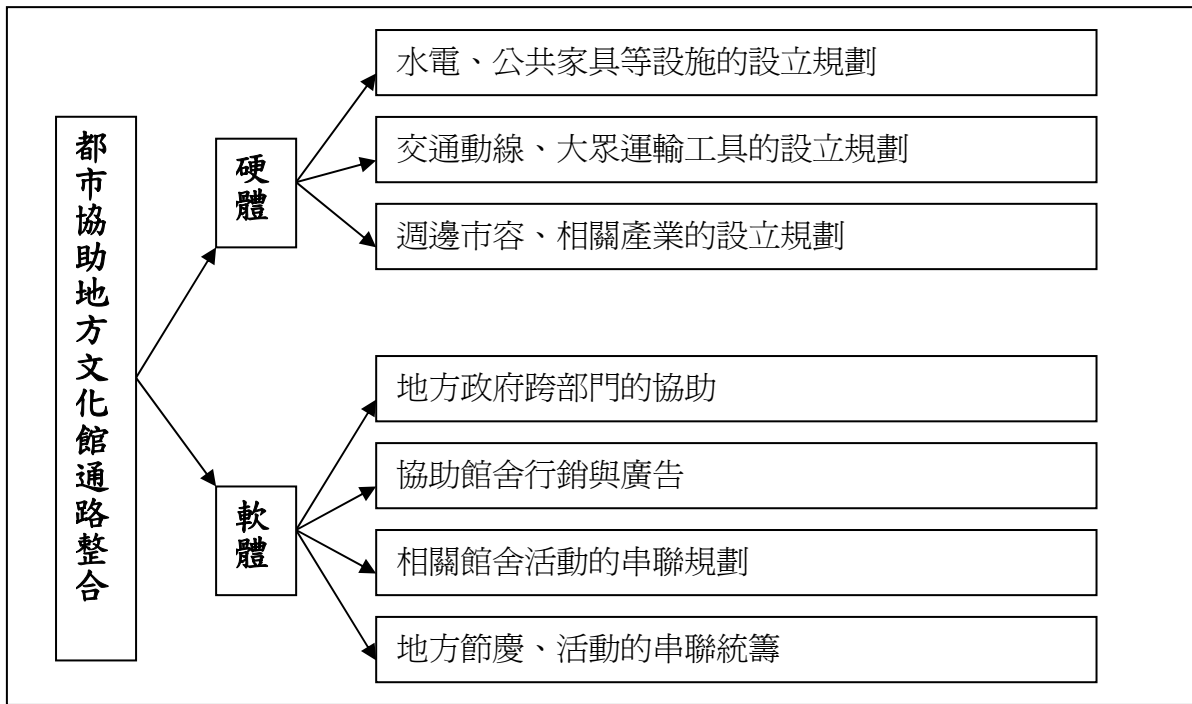 都市協助地方文化館通路整合
硬體
水電、公共家具等設施的設立規劃
交通動線、大眾運輸工具的設立規劃
週邊市容、相關產業的設立規劃
軟體
地方政府跨部門的協助
協助館舍行銷與廣告
相關館舍活動的串聯規劃
地方節慶、活動的串聯統籌